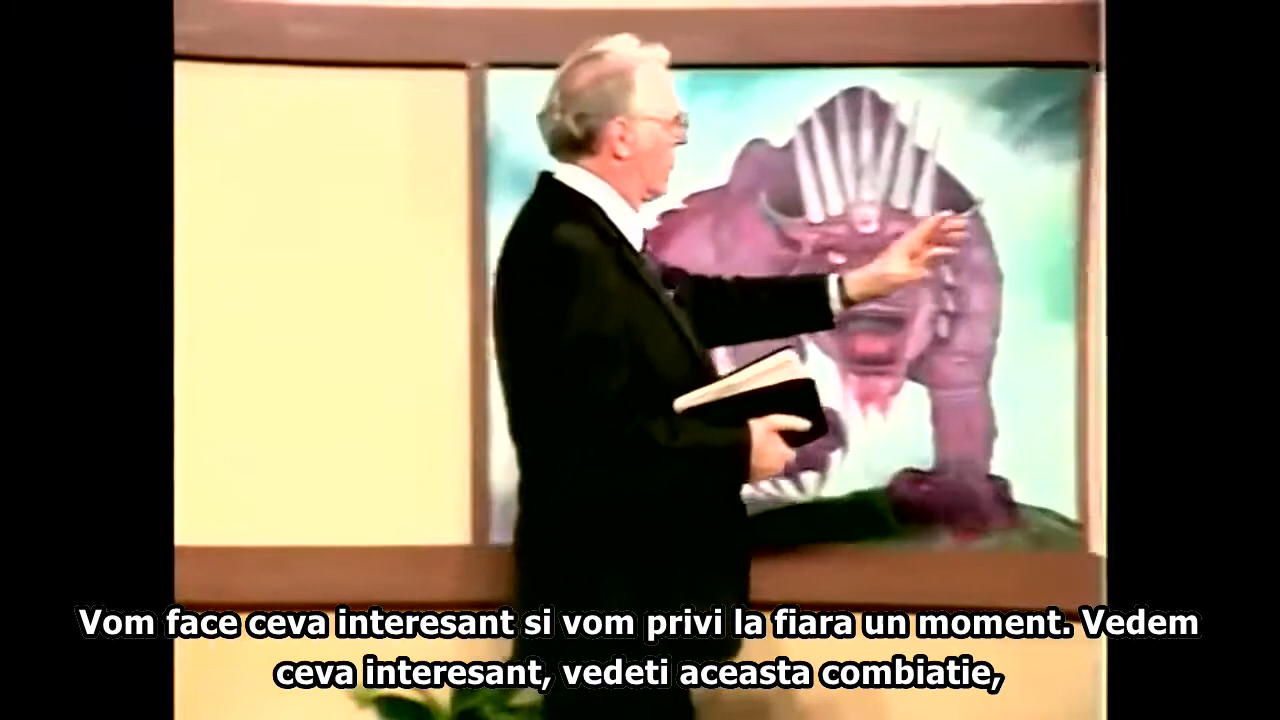 Vom face ceva interesant si vom privi la fiara un moment. Vedem
ceva interesant, vedeti aceasta combiatie,